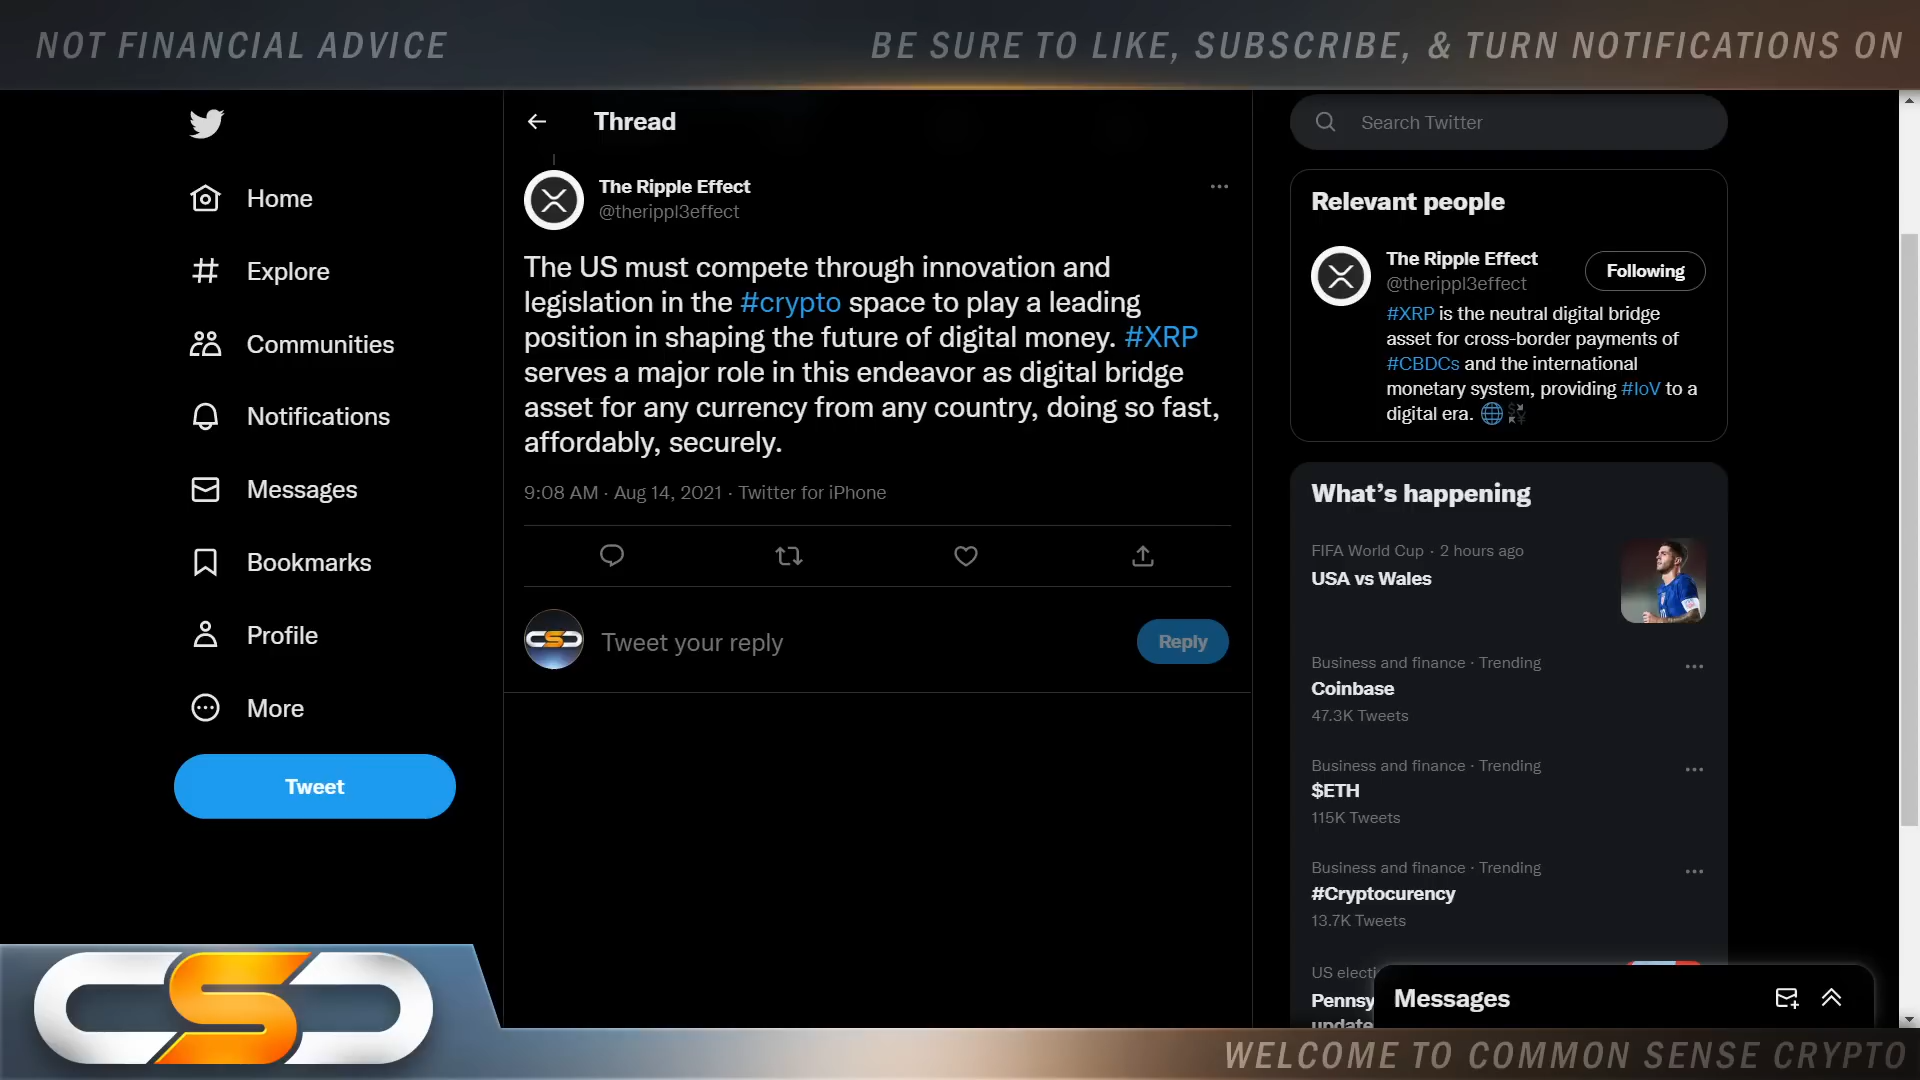 NOT FINANCIAL ADVICE
BE SURE TO LIKE, SUBSCRIBE, & TURN NOTIFICATIONS ON
Home
Explore
Communities
Notifications
Messages
Bookmarks
Profile
More
Tweet
Thread
The Ripple Effect
@therippl3effect
The US must compete through innovation and
legislation in the #crypto space to play a leading
position in shaping the future of digital money. #XRP
serves a major role in this endeavor as digital bridge
asset for any currency from any country, doing so fast,
affordably, securely.
9:08 AM · Aug 14, 2021 · Twitter for iPhone
CSC
Tweet your reply
Reply
Search Twitter
Relevant people
The Ripple Effect
@therippl3effect
Following
#XRP is the neutral digital bridge
asset for cross-border payments of
#CBDCs and the international
monetary system, providing #IoV to a
digital era.
What's happening
FIFA World Cup · 2 hours ago
USA vs Wales
Business and finance · Trending
Coinbase
47.3K Tweets
Business and finance · Trending
$ETH
115K Tweets
Business and finance · Trending
#Cryptocurency
13.7K Tweets
US electi
Pennsy
update
Messages
CSC
WELCOME TO COMMON SENSE CRYPTO